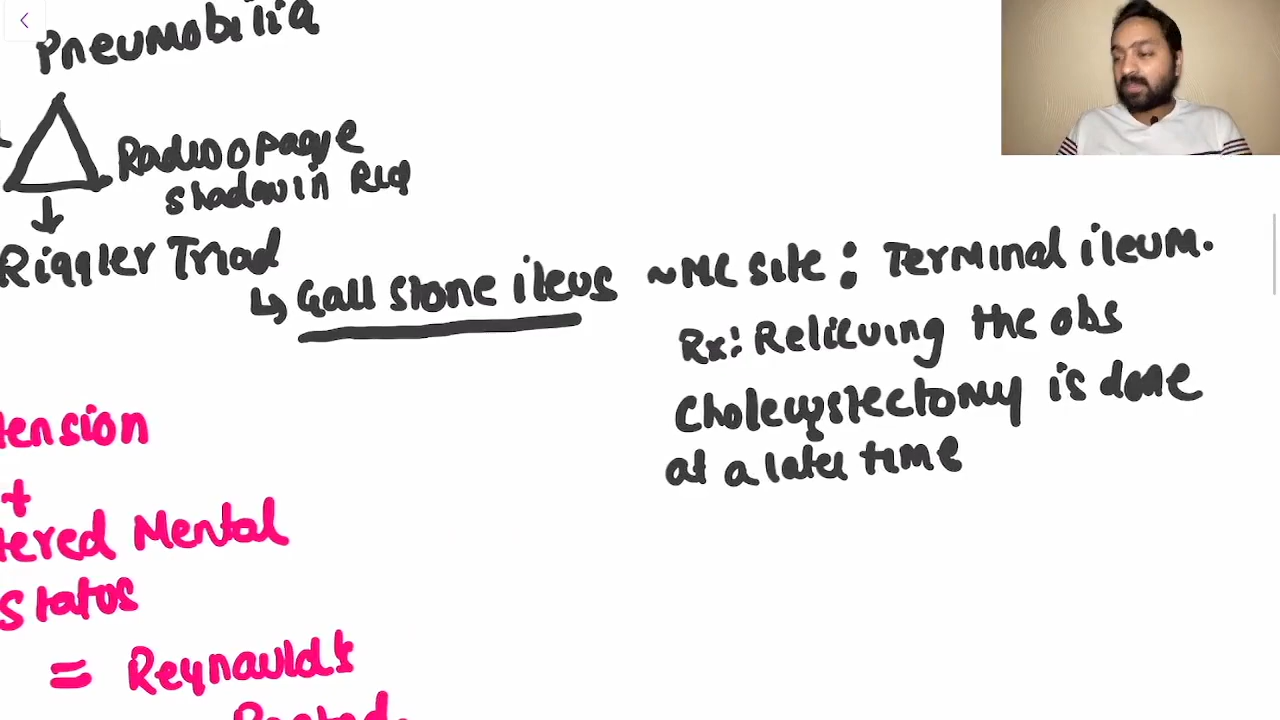 Pneumobilia
Radioopaque
shadow in RLQ
Riggler Triad
↳ Gall stone ileus
~MC site : Terminal ileum.
Rx: Relieving the obs
Cholecystectomy is done
at a later time
tension
+
tered Mental
Status
= Reynauld's